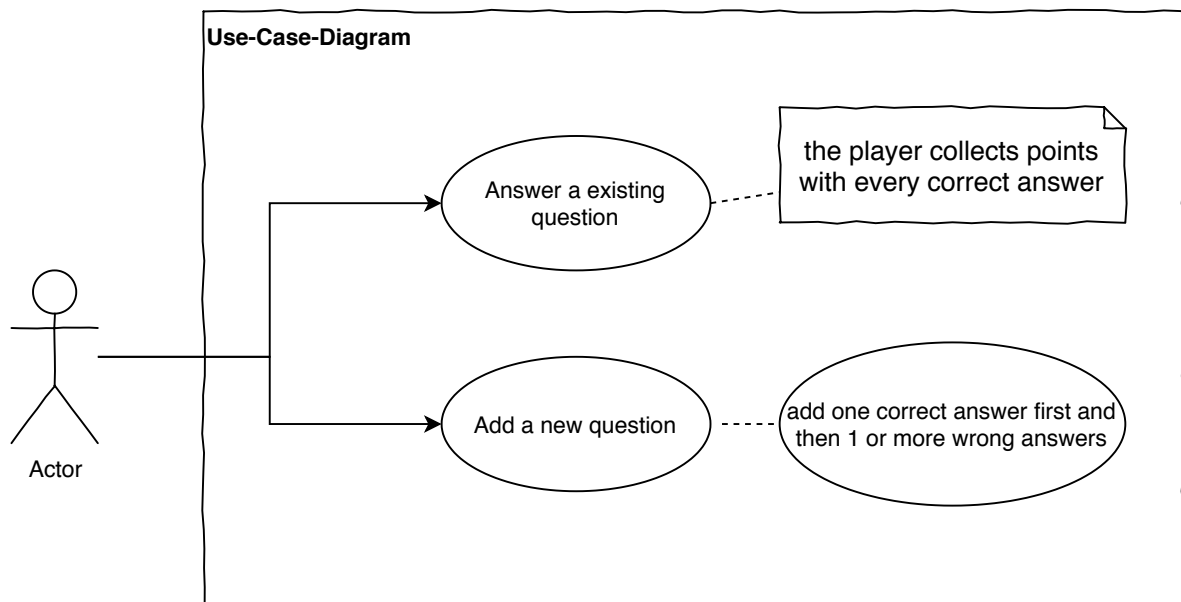 Use-Case-Diagram
the player collects points
with every correct answer
Answer a existing
question
add one correct answer first and
then 1 or more wrong answers
Add a new question
Actor